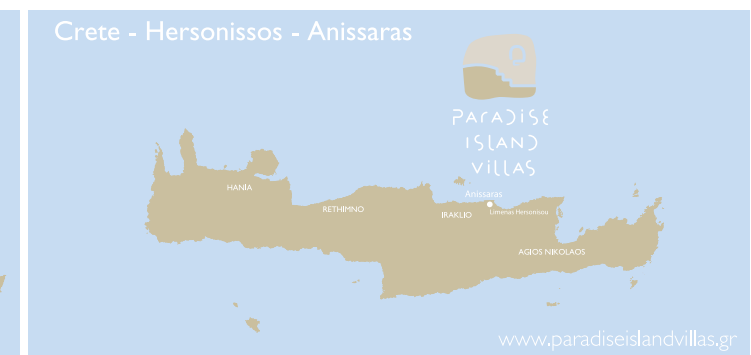 Crete - Hersonissos - Anissaras
PARADISE
ISLAND
VILLAS
HANIA
RETHIMNO
IRAKLIO
Anissaras
Limenas Hersonisou
AGIOS NIKOLAOS
www.paradiseislandvillas.gr